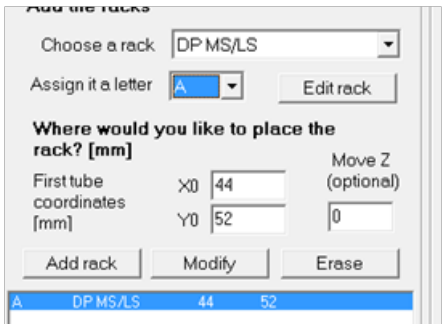 Add the racks
Choose a rack DP MS/LS
Assign it a letter A Edit rack
Where would you like to place the
rack? [mm]
Move Z
(optional)
First tube
coordinates
[mm]
X0 44
Y0 52
0
Add rack Modify Erase
A DP MS/LS 44 52